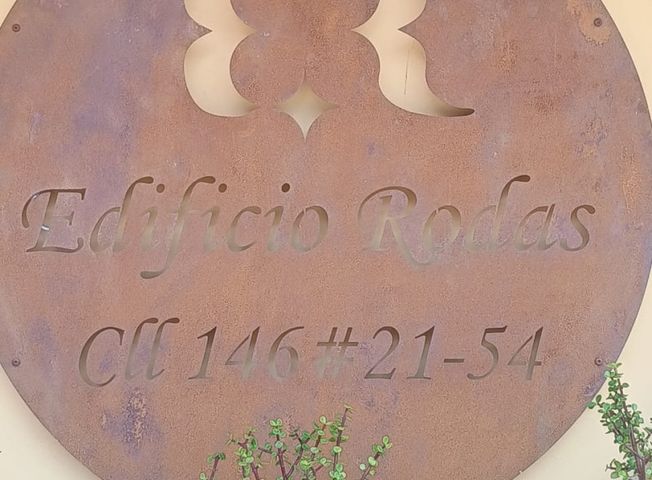 Edificio Rodas
Cll 146 # 21-54